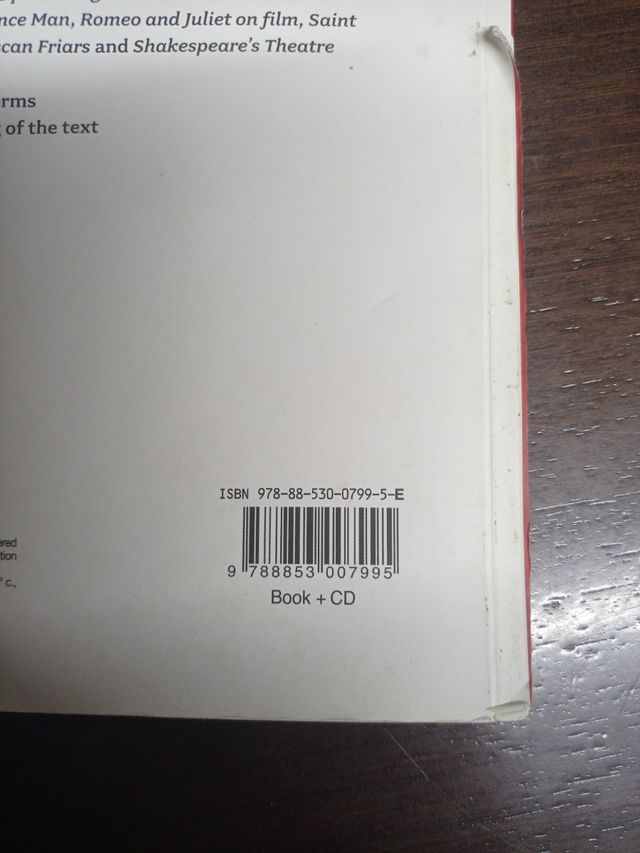 nce Man, Romeo and Juliet on film, Saint
scan Friars and Shakespeare's Theatre
rms
of the text
ered
tion
° c.,
ISBN 978-88-530-0799-5-E
9 788853 007995
Book + CD